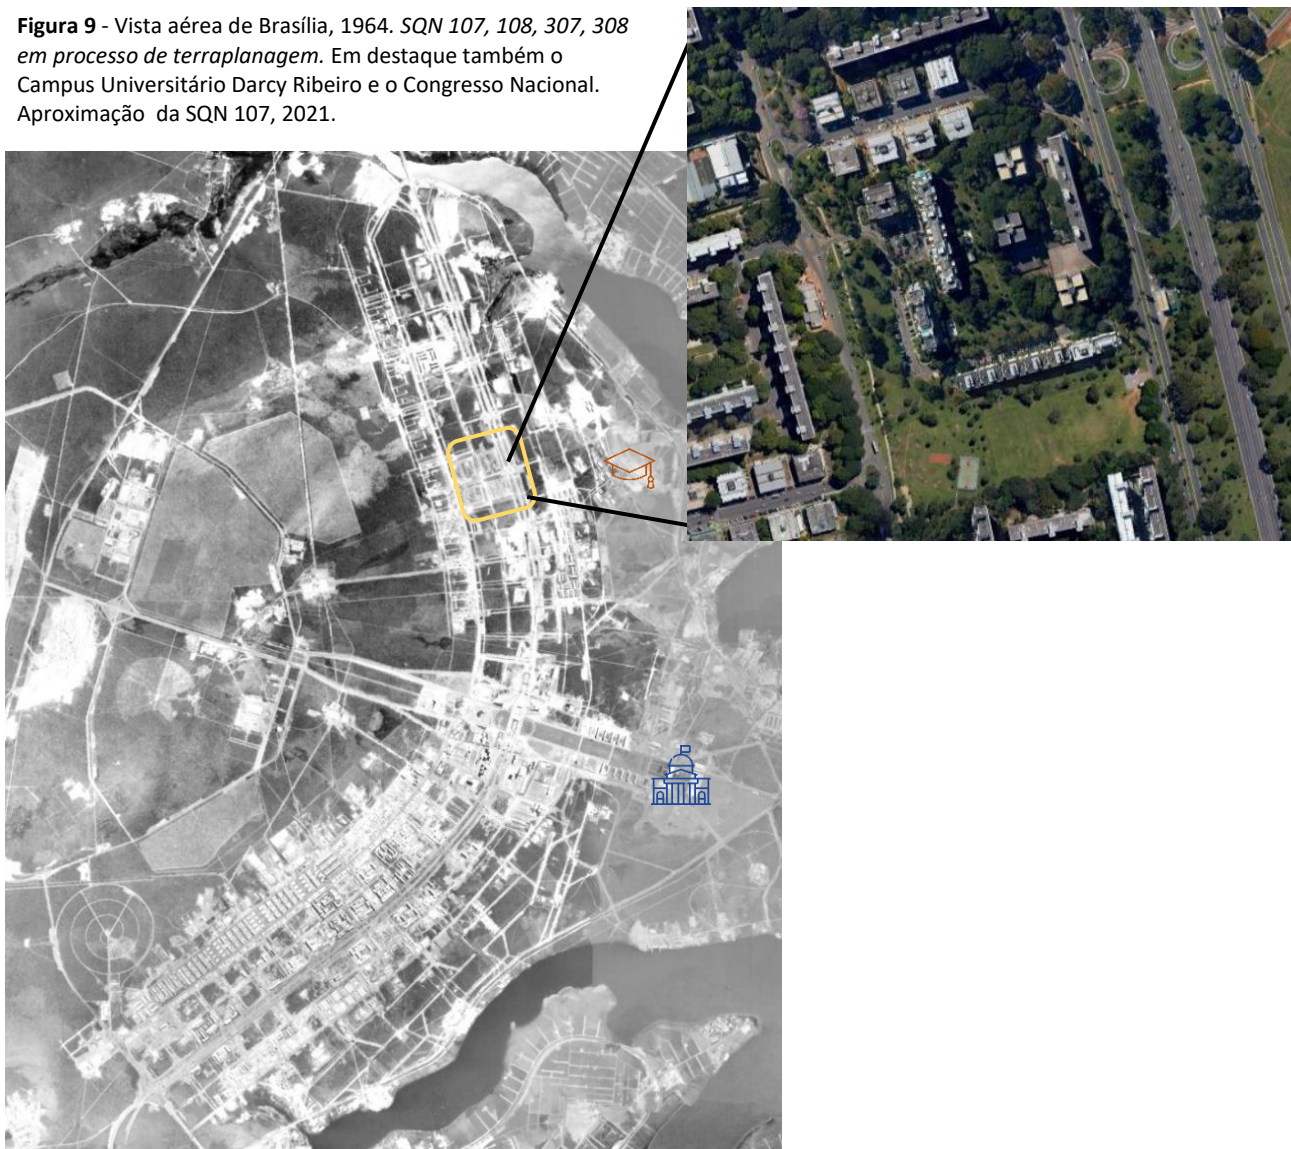 Figura 9 - Vista aérea de Brasília, 1964. SQN 107, 108, 307, 308
em processo de terraplanagem. Em destaque também o
Campus Universitário Darcy Ribeiro e o Congresso Nacional.
Aproximação da SQN 107, 2021.